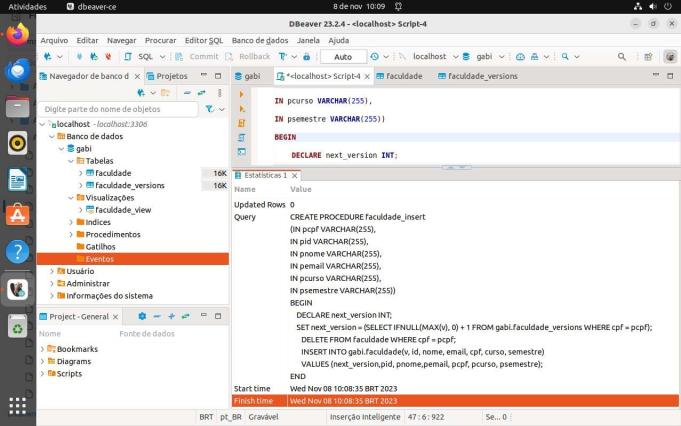 Atividades
dbeaver-ce
8 de nov 10:09
DBeaver 23.2.4 - <localhost> Script-4
Arquivo Editar Navegar Procurar Editor SQL Banco de dados Janela Ajuda
SQL Commit Rollback Auto localhost gabi
Navegador de banco d
Projetos
Digite parte do nome de objetos
localhost - localhost:3306
Banco de dados
gabi
Tabelas
faculdade 16K
faculdade_versions 16K
Visualizações
faculdade_view
Indices
Procedimentos
Gatilhos
Eventos
Usuário
Administrar
Informações do sistema
Project - General
Nome Fonte de dados
Bookmarks
Diagrams
Scripts
gabi
*<localhost> Script-4
faculdade
faculdade_versions
IN pcurso VARCHAR(255),
IN psemestre VARCHAR(255))
BEGIN
DECLARE next_version INT;
Estatísticas 1
Name Value
Updated Rows 0
Query CREATE PROCEDURE faculdade_insert
(IN pcpf VARCHAR(255),
IN pid VARCHAR(255),
IN pnome VARCHAR(255),
IN pemail VARCHAR(255),
IN pcurso VARCHAR(255),
IN psemestre VARCHAR(255))
BEGIN
DECLARE next_version INT;
SET next_version = (SELECT IFNULL(MAX(v), 0) + 1 FROM gabi.faculdade_versions WHERE cpf = pcpf);
DELETE FROM faculdade WHERE cpf = pcpf;
INSERT INTO gabi.faculdade(v, id, nome, email, cpf, curso, semestre)
VALUES (next_version,pid, pnome,pemail, pcpf, pcurso, psemestre);
END
Start time Wed Nov 08 10:08:35 BRT 2023
Finish time Wed Nov 08 10:08:35 BRT 2023
BRT pt_BR Gravável Inserção Inteligente 47 : 6 : 922 Se... 0